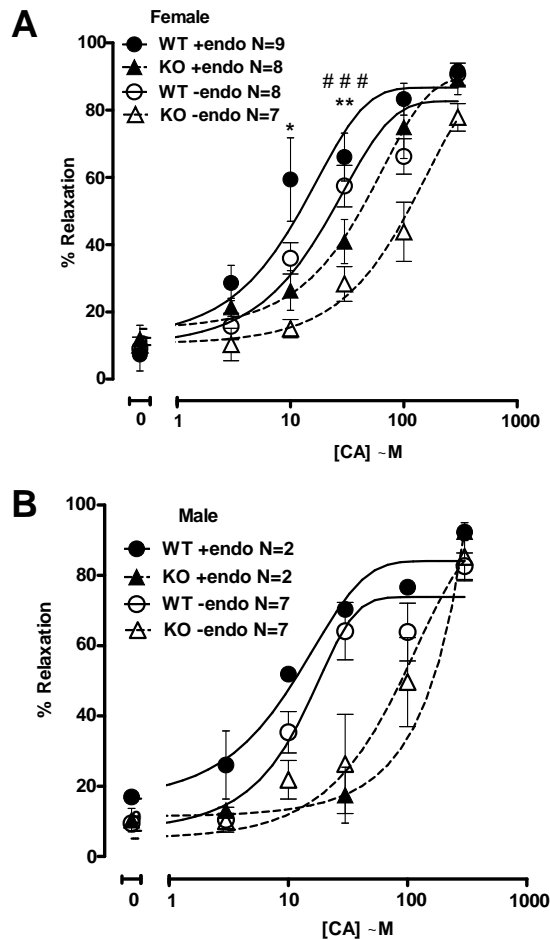 A
Female
WT +endo N=9
KO +endo N=8
WT -endo N=8
KO -endo N=7
100
80
60
40
20
0
% Relaxation
*
# # #
**
0
1
10
100
1000
[CA] ~M
B
Male
WT +endo N=2
KO +endo N=2
WT -endo N=7
KO -endo N=7
100
80
60
40
20
0
% Relaxation
0
1
10
100
1000
[CA] ~M